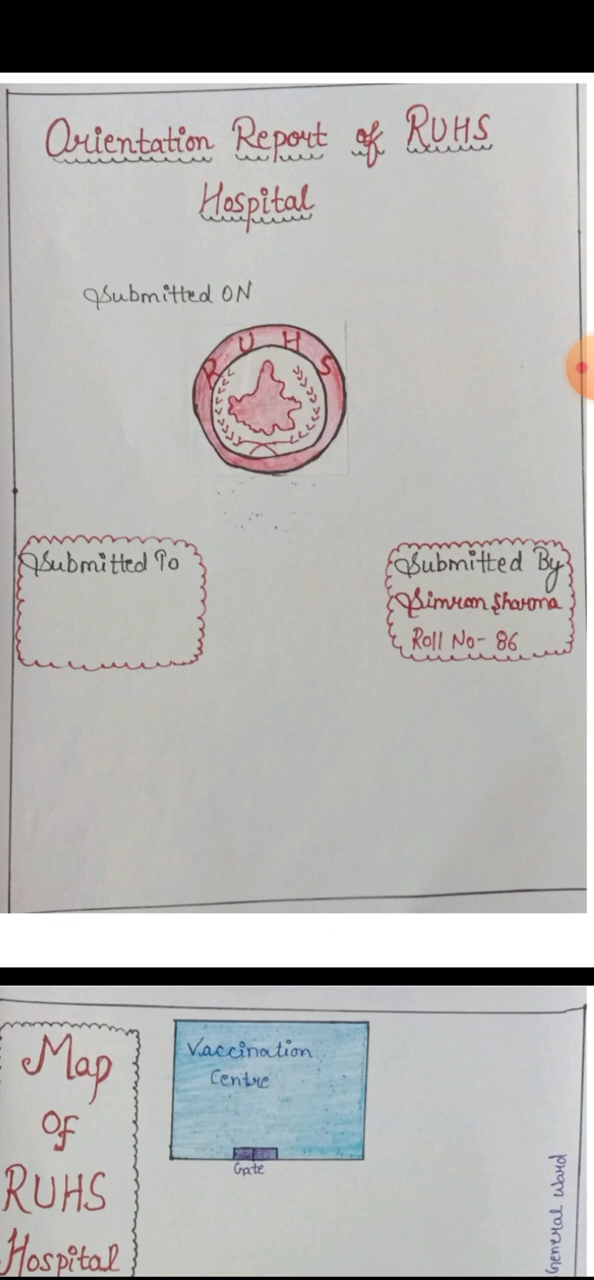 Orientation Report of RUHS
Hospital
Submitted ON
R U H S
Submitted To
Submitted By
Simran Sharma
Roll No- 86
Map
Of
RUHS
Hospital
Vaccination
Centre
Gate
General Ward